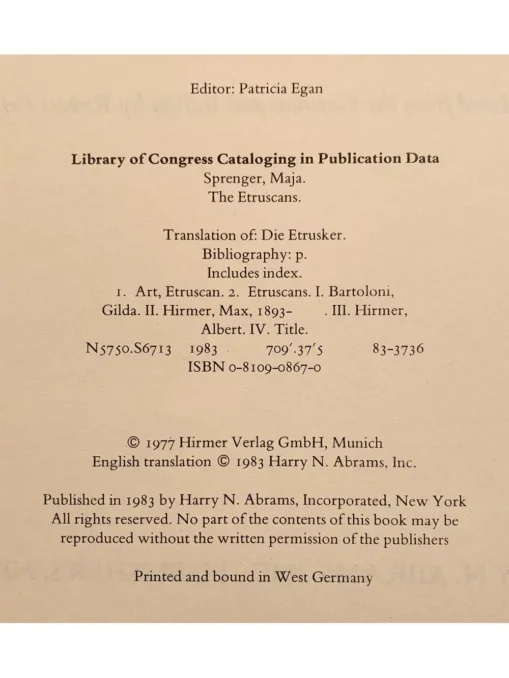 Editor: Patricia Egan
Library of Congress Cataloging in Publication Data
Sprenger, Maja.
The Etruscans.
Translation of: Die Etrusker.
Bibliography: p.
Includes index.
1. Art, Etruscan. 2. Etruscans. I. Bartoloni,
Gilda. II. Hirmer, Max, 1893-    . III. Hirmer,
Albert. IV. Title.
N5750.S6713 1983 709′.37′5 83-3736
ISBN 0-8109-0867-0
© 1977 Hirmer Verlag GmbH, Munich
English translation © 1983 Harry N. Abrams, Inc.
Published in 1983 by Harry N. Abrams, Incorporated, New York
All rights reserved. No part of the contents of this book may be
reproduced without the written permission of the publishers
Printed and bound in West Germany